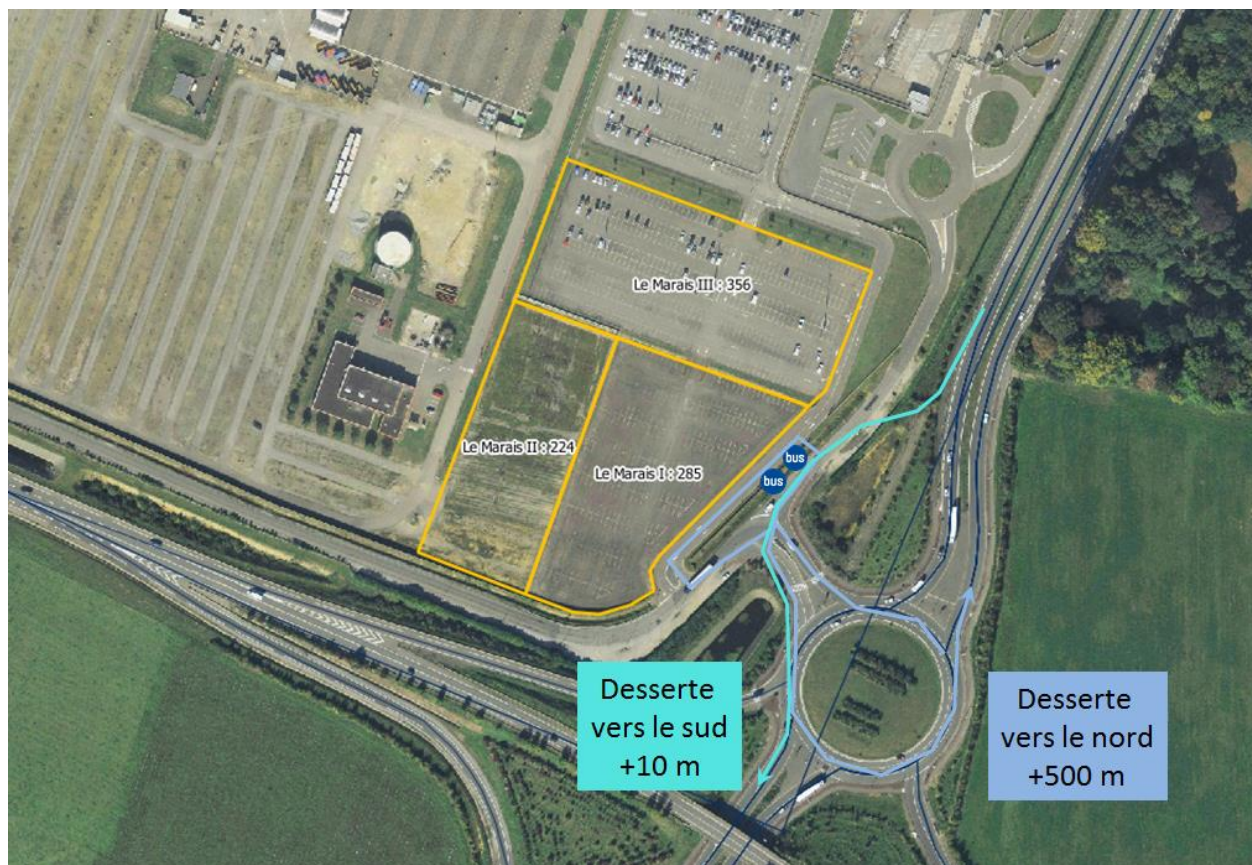 Le Marais III : 356
Le Marais II : 224
Le Marais I : 285
bus
bus
Desserte
vers le sud
+10 m
Desserte
vers le nord
+500 m